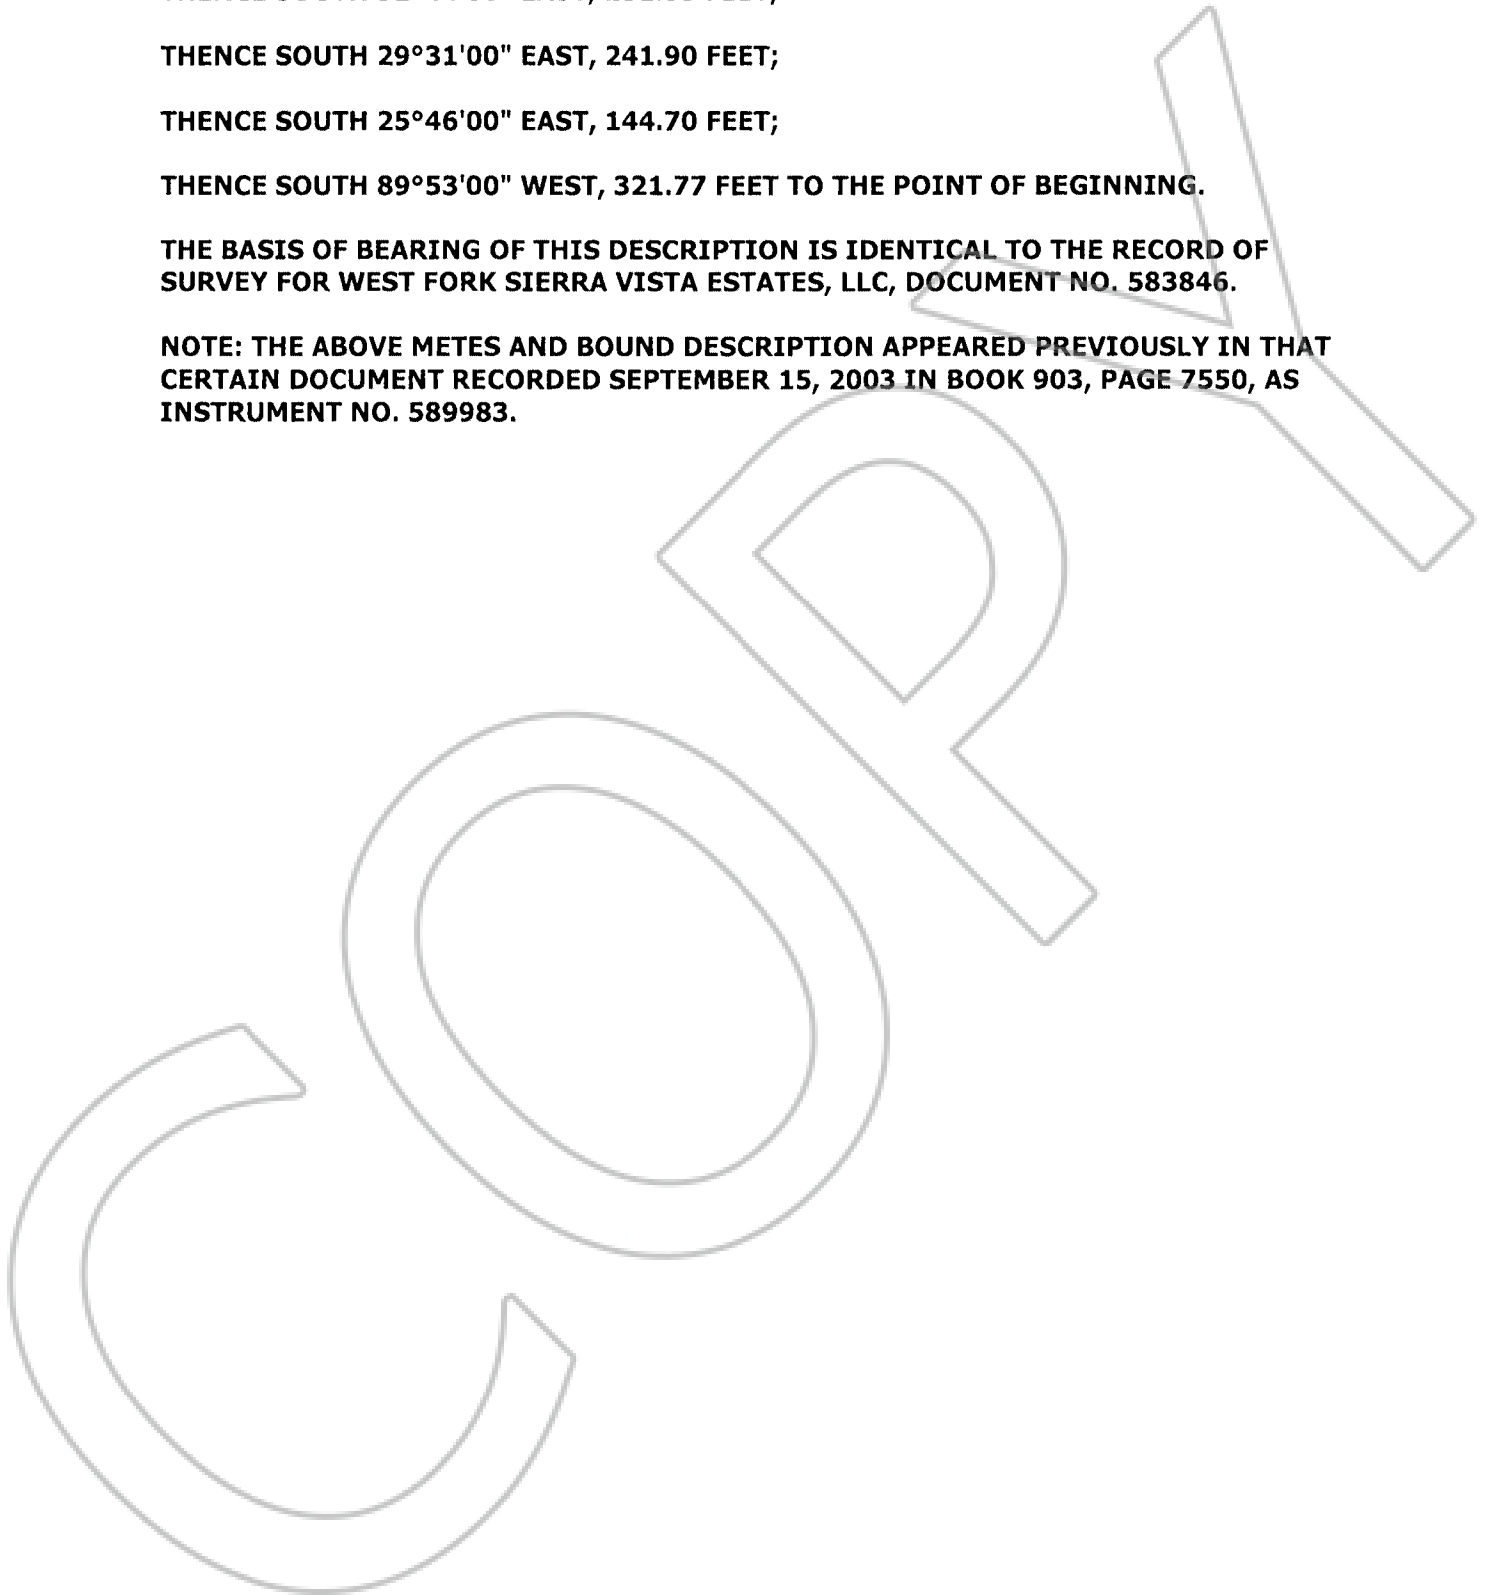 THENCE SOUTH 29°31'00" EAST, 241.90 FEET;
THENCE SOUTH 25°46'00" EAST, 144.70 FEET;
THENCE SOUTH 89°53'00" WEST, 321.77 FEET TO THE POINT OF BEGINNING.
THE BASIS OF BEARING OF THIS DESCRIPTION IS IDENTICAL TO THE RECORD OF
SURVEY FOR WEST FORK SIERRA VISTA ESTATES, LLC, DOCUMENT NO. 583846.
NOTE: THE ABOVE METES AND BOUND DESCRIPTION APPEARED PREVIOUSLY IN THAT
CERTAIN DOCUMENT RECORDED SEPTEMBER 15, 2003 IN BOOK 903, PAGE 7550, AS
INSTRUMENT NO. 589983.
COPY